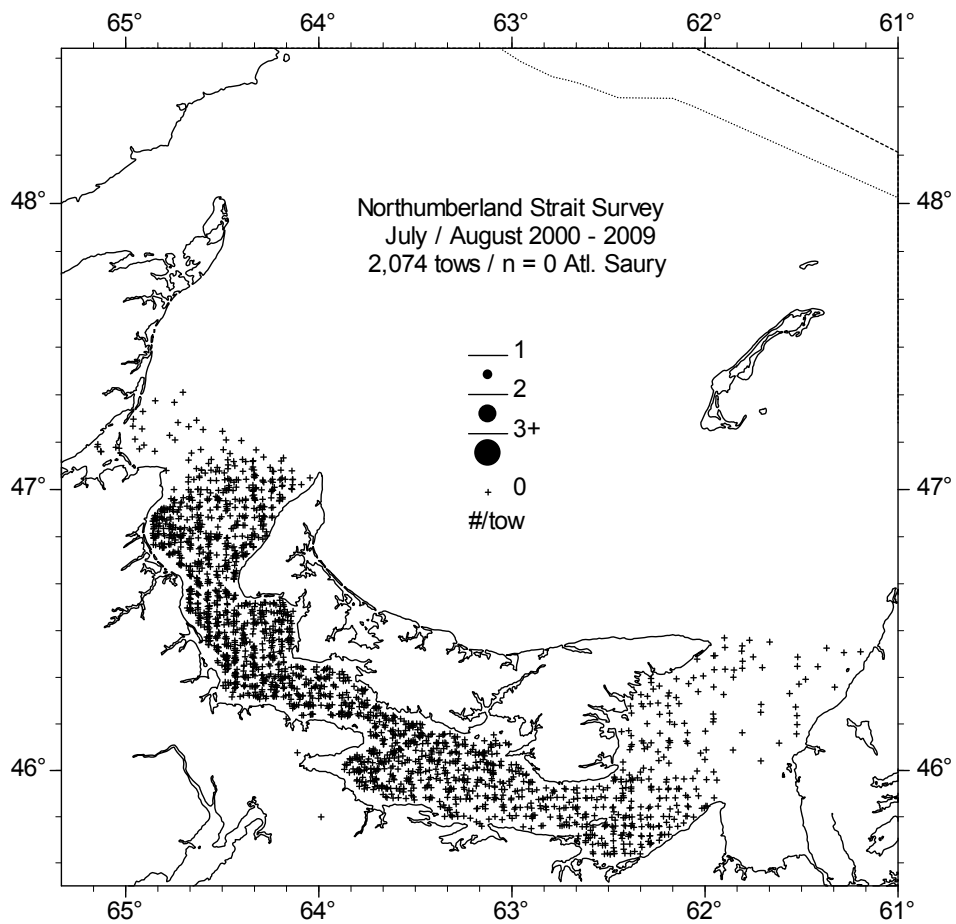 65° 64° 63° 62° 61°
48° 48°
Northumberland Strait Survey
July / August 2000 - 2009
2,074 tows / n = 0 Atl. Saury
1
2
3+
0
#/tow
47° 47°
46° 46°
65° 64° 63° 62° 61°